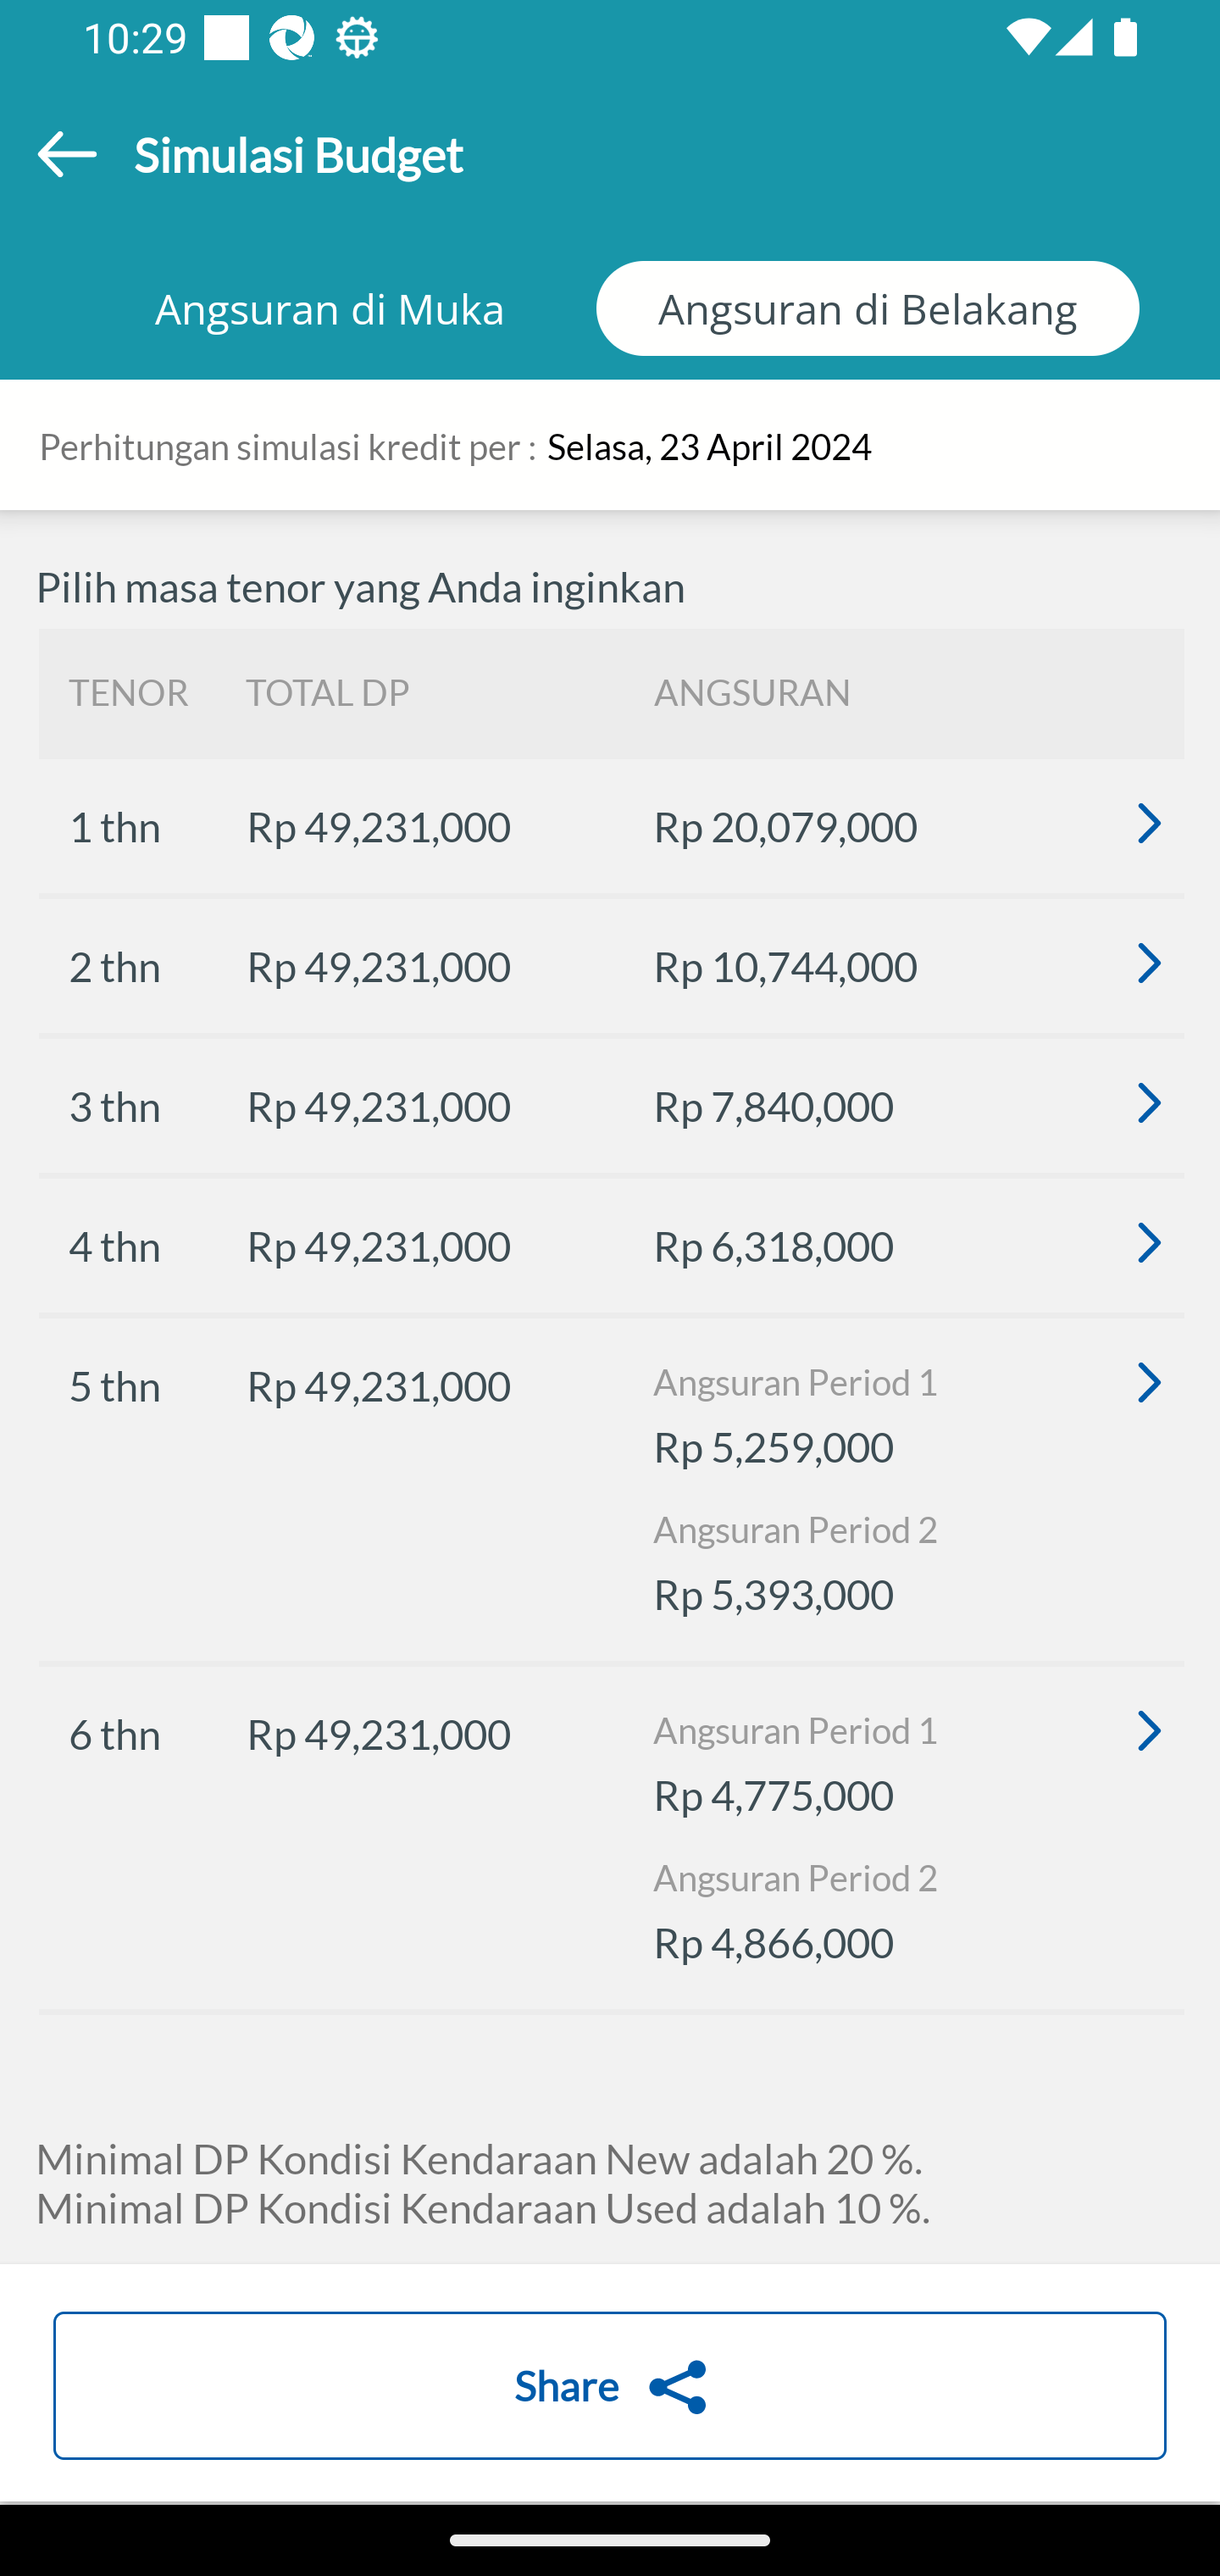 10:29
Simulasi Budget
Angsuran di Muka
Angsuran di Belakang
Perhitungan simulasi kredit per : Selasa, 23 April 2024
Pilih masa tenor yang Anda inginkan
TENOR TOTAL DP ANGSURAN
1 thn Rp 49,231,000 Rp 20,079,000
2 thn Rp 49,231,000 Rp 10,744,000
3 thn Rp 49,231,000 Rp 7,840,000
4 thn Rp 49,231,000 Rp 6,318,000
5 thn Rp 49,231,000 Angsuran Period 1
Rp 5,259,000
Angsuran Period 2
Rp 5,393,000
6 thn Rp 49,231,000 Angsuran Period 1
Rp 4,775,000
Angsuran Period 2
Rp 4,866,000
Minimal DP Kondisi Kendaraan New adalah 20 %.
Minimal DP Kondisi Kendaraan Used adalah 10 %.
Share